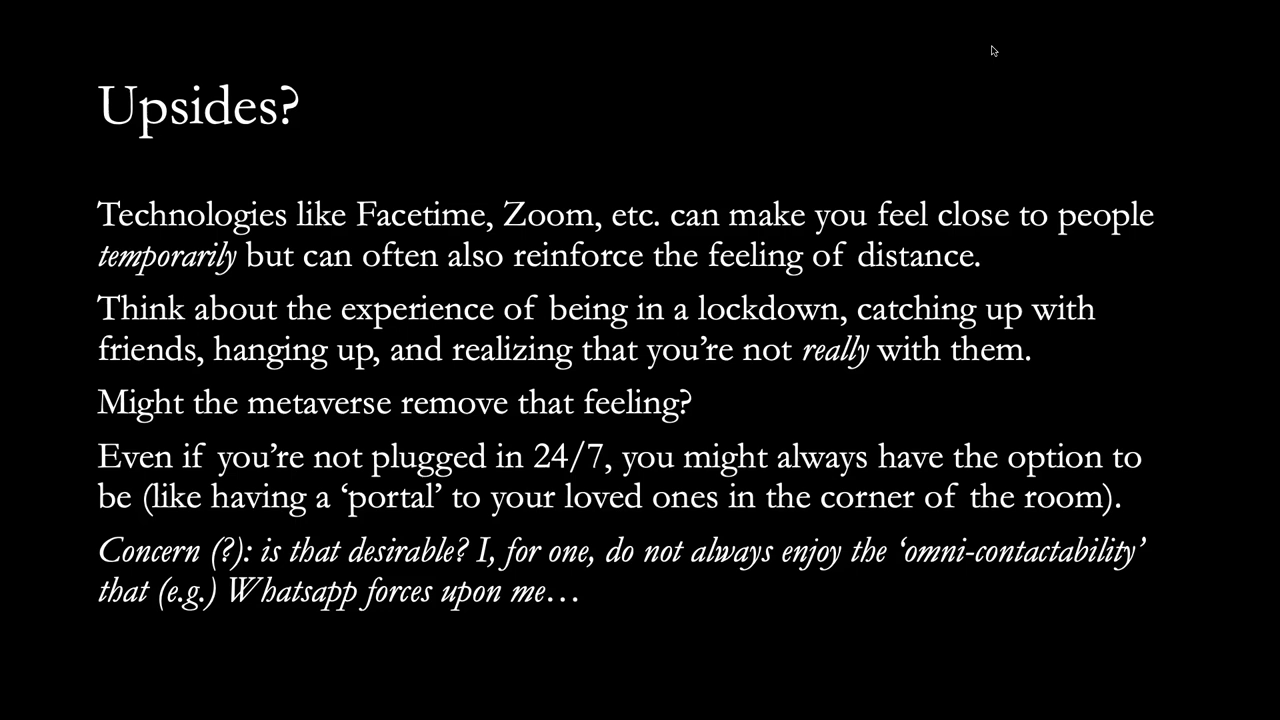 Upsides?
Technologies like Facetime, Zoom, etc. can make you feel close to people
temporarily but can often also reinforce the feeling of distance.
Think about the experience of being in a lockdown, catching up with
friends, hanging up, and realizing that you’re not really with them.
Might the metaverse remove that feeling?
Even if you’re not plugged in 24/7, you might always have the option to
be (like having a ‘portal’ to your loved ones in the corner of the room).
Concern (?): is that desirable? I, for one, do not always enjoy the ‘omni-contactability’
that (e.g.) Whatsapp forces upon me…